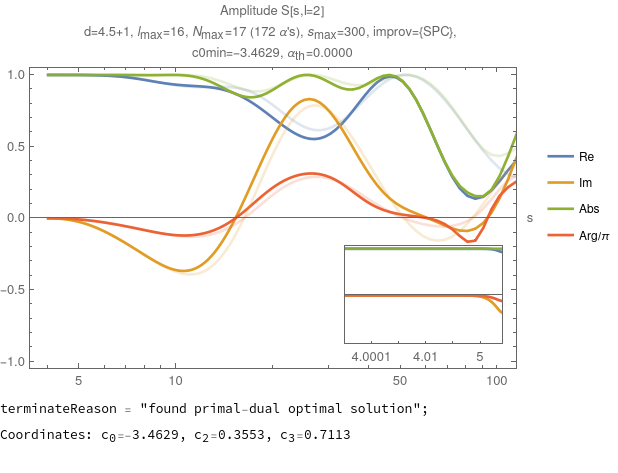 Amplitude S[s,l=2]
d=4.5+1, lmax=16, Nmax=17 (172 α's), smax=300, improv={SPC},
c0min=−3.4629, αth=0.0000
1.0
0.5
0.0
−0.5
−1.0
s
Re
Im
Abs
Arg/π
4.0001 4.01 5
5 10 50 100
terminateReason = "found primal-dual optimal solution";
Coordinates: c0=-3.4629, c2=0.3553, c3=0.7113